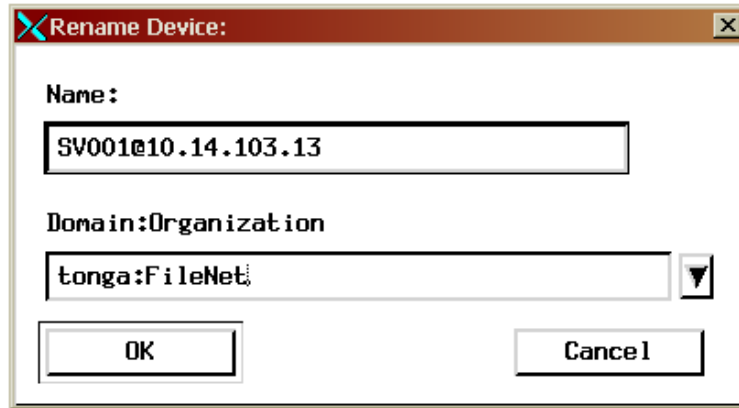 Rename Device:
Name:
SV001@10.14.103.13
Domain:Organization
tonga:FileNet
OK
Cancel